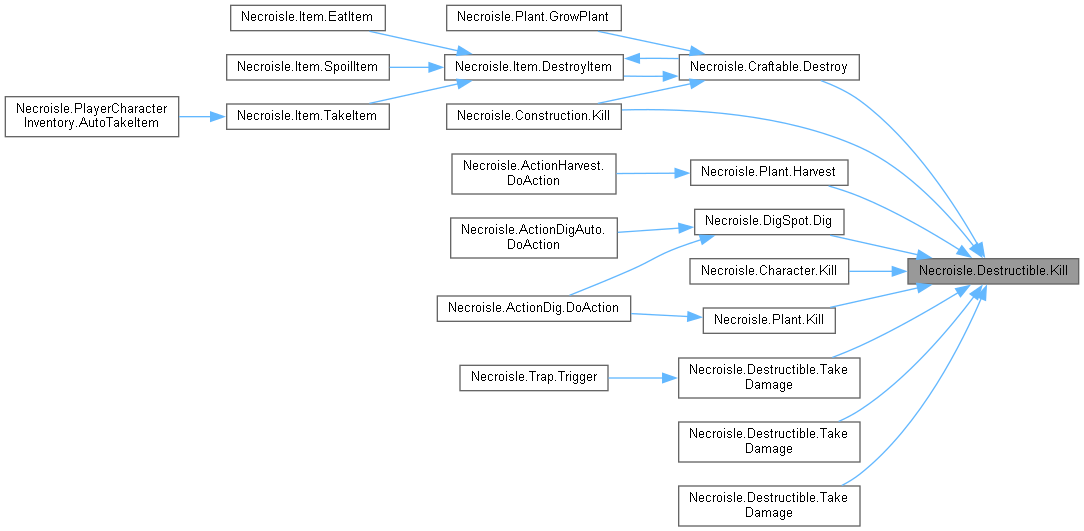 Necroisle.Item.EatItem
Necroisle.Plant.GrowPlant
Necroisle.Item.SpoilItem
Necroisle.Item.DestroyItem
Necroisle.Craftable.Destroy
Necroisle.PlayerCharacter
Inventory.AutoTakeItem
Necroisle.Item.TakeItem
Necroisle.Construction.Kill
Necroisle.ActionHarvest.
DoAction
Necroisle.Plant.Harvest
Necroisle.ActionDigAuto.
DoAction
Necroisle.DigSpot.Dig
Necroisle.Character.Kill
Necroisle.Destructible.Kill
Necroisle.ActionDig.DoAction
Necroisle.Plant.Kill
Necroisle.Trap.Trigger
Necroisle.Destructible.Take
Damage
Necroisle.Destructible.Take
Damage
Necroisle.Destructible.Take
Damage